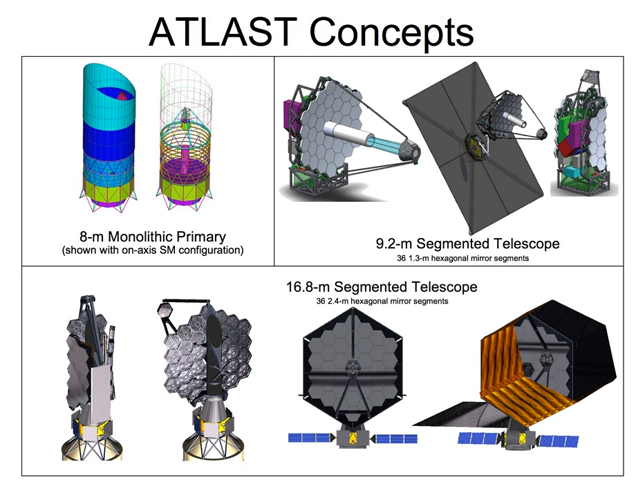 ATLAST Concepts
8-m Monolithic Primary
(shown with on-axis SM configuration)
9.2-m Segmented Telescope
36 1.3-m hexagonal mirror segments
16.8-m Segmented Telescope
36 2.4-m hexagonal mirror segments